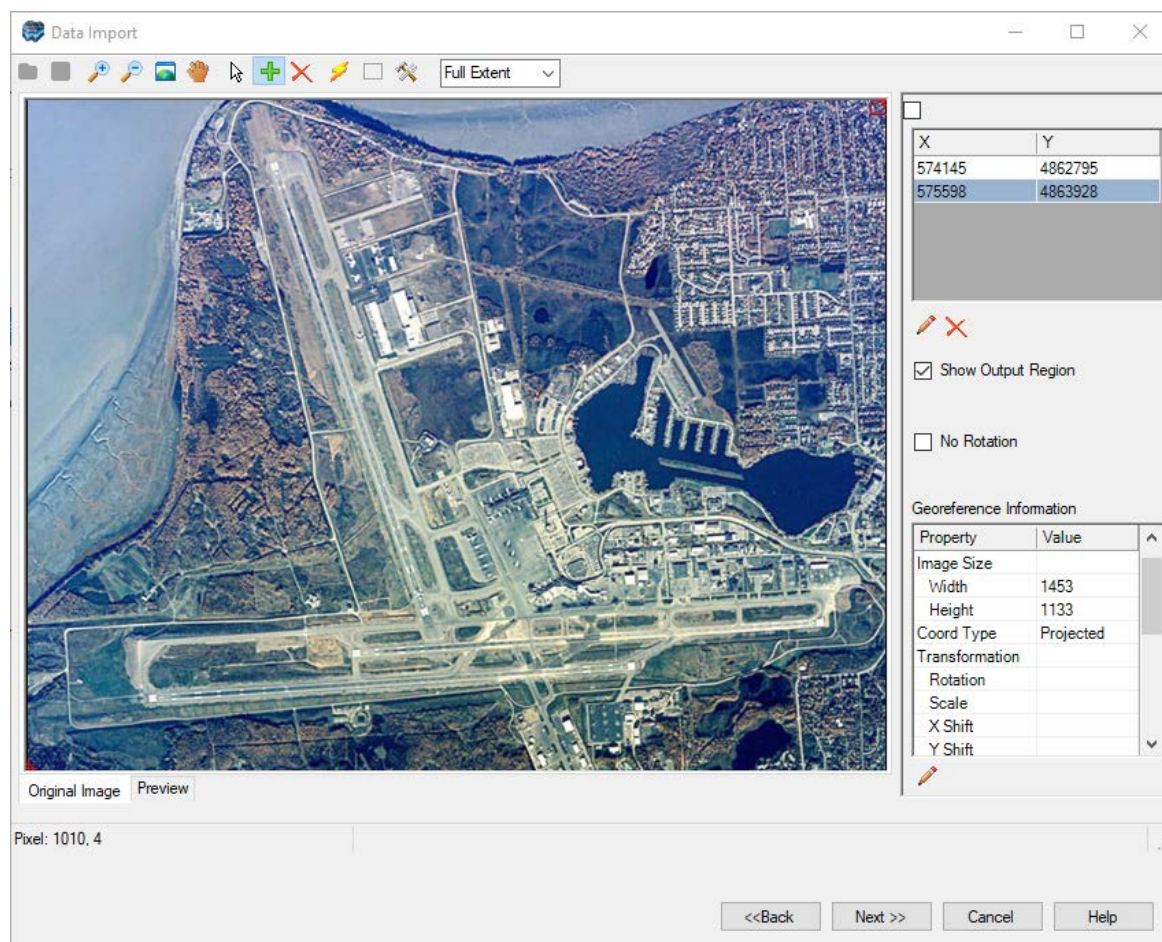 Data Import
Full Extent
X Y
574145 4862795
575598 4863928
Show Output Region
No Rotation
Georeference Information
Property Value
Image Size
Width 1453
Height 1133
Coord Type Projected
Transformation
Rotation
Scale
X Shift
Y Shift
Original Image Preview
Pixel: 1010, 4
<<Back Next >> Cancel Help